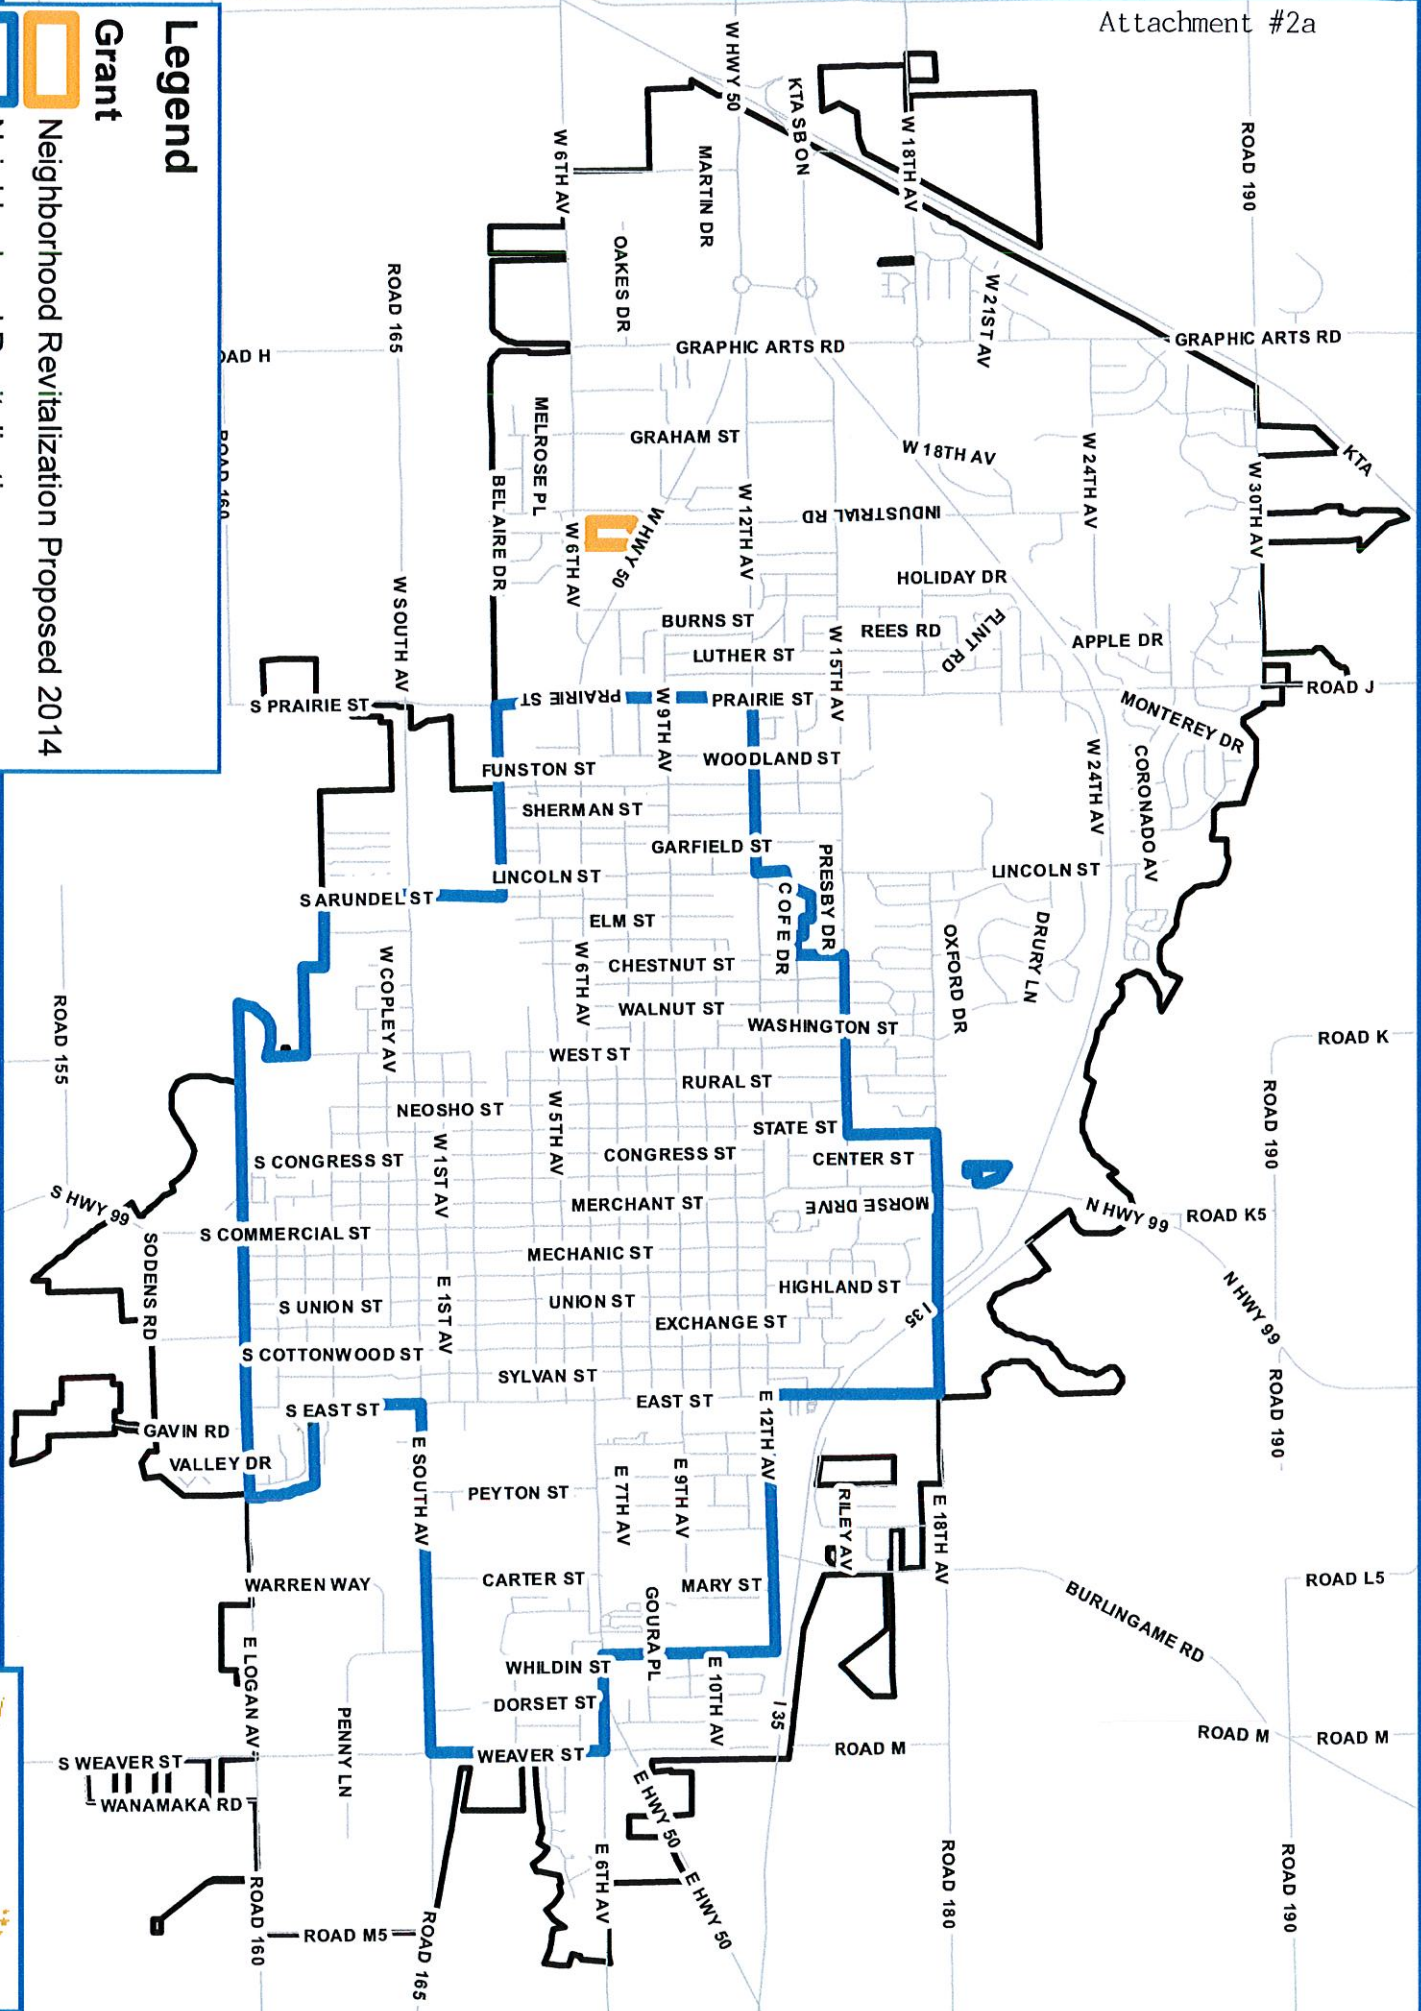 Attachment #2a
Legend
Grant
Neighborhood Revitalization Proposed 2014
W HWY 50
KTA SB ON
W 18TH AV
ROAD 190
W 6TH AV
MARTIN DR
OAKES DR
ROAD 165
W 21ST AV
GRAPHIC ARTS RD
GRAPHIC ARTS RD
OAD H
MELROSE PL
GRAHAM ST
W 18TH AV
W 24TH AV
KTA
ROAD 160
BEL AIRE DR
W 12TH AV
INDUSTRIAL RD
W 30TH AV
W 6TH AV
W HWY 50
HOLIDAY DR
W SOUTH AV
BURNS ST
REES RD
FLINT RD
APPLE DR
LUTHER ST
W 15TH AV
ROAD J
S PRAIRIE ST
PRAIRIE ST
W 9TH AV
PRAIRIE ST
MONTEREY DR
FUNSTON ST
WOODLAND ST
W 24TH AV
CORONADO AV
SHERMAN ST
GARFIELD ST
PRESBY DR
LINCOLN ST
LINCOLN ST
S ARUNDEL ST
ELM ST
C OF E DR
OXFORD DR
DRURY LN
W COPLEY AV
W 6TH AV
CHESTNUT ST
WALNUT ST
WASHINGTON ST
ROAD 155
WEST ST
ROAD K
RURAL ST
NEOSHO ST
W 5TH AV
STATE ST
ROAD 190
W 1ST AV
S CONGRESS ST
CONGRESS ST
CENTER ST
S HWY 99
MERCHANT ST
MORSE DRIVE
N HWY 99
ROAD K5
S COMMERCIAL ST
SODENS RD
MECHANIC ST
HIGHLAND ST
N HWY 99
S UNION ST
E 1ST AV
UNION ST
EXCHANGE ST
I 35
S COTTONWOOD ST
SYLVAN ST
ROAD 190
S EAST ST
EAST ST
E 12TH AV
GAVIN RD
VALLEY DR
E SOUTH AV
PEYTON ST
E 7TH AV
E 9TH AV
RILEY AV
E 18TH AV
WARREN WAY
CARTER ST
MARY ST
ROAD L5
GOURA PL
BURLINGAME RD
E LOGAN AV
WHILDIN ST
E 10TH AV
DORSET ST
I 35
PENNY LN
WEAVER ST
ROAD M
ROAD M
ROAD M
S WEAVER ST
WANAMAKA RD
E HWY 50
E 6TH AV
E HWY 50
ROAD 180
ROAD 190
ROAD 160
ROAD M5
ROAD 165